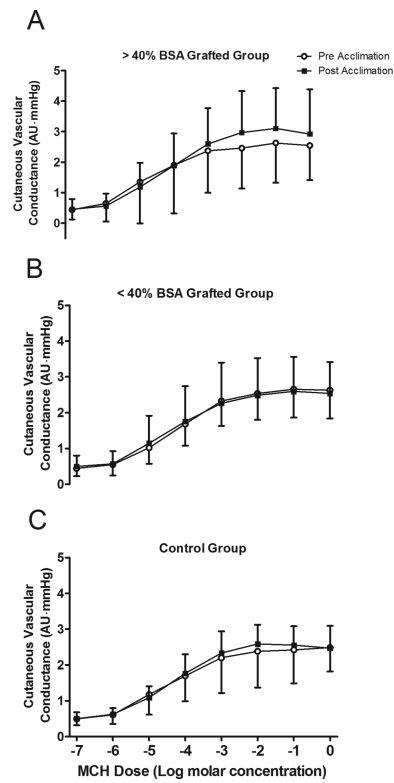 A
> 40% BSA Grafted Group
Pre Acclimation
Post Acclimation
Cutaneous Vascular
Conductance (AU·mmHg)
5
4
3
2
1
0
B
< 40% BSA Grafted Group
Cutaneous Vascular
Conductance (AU·mmHg)
5
4
3
2
1
0
C
Control Group
Cutaneous Vascular
Conductance (AU·mmHg)
5
4
3
2
1
0
-7 -6 -5 -4 -3 -2 -1 0
MCH Dose (Log molar concentration)